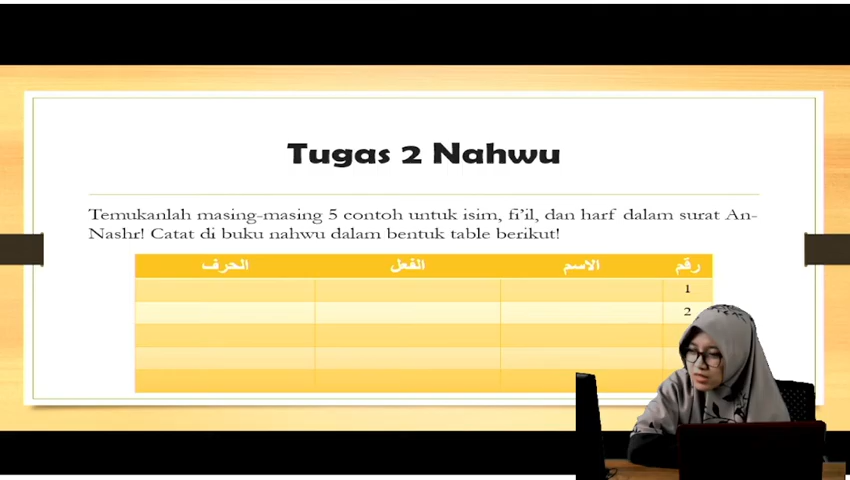 Tugas 2 Nahwu
Temukanlah masing-masing 5 contoh untuk isim, fi’il, dan harf dalam surat An-
Nashr! Catat di buku nahwu dalam bentuk table berikut!
رقم الاسم الفعل الحرف
1
2